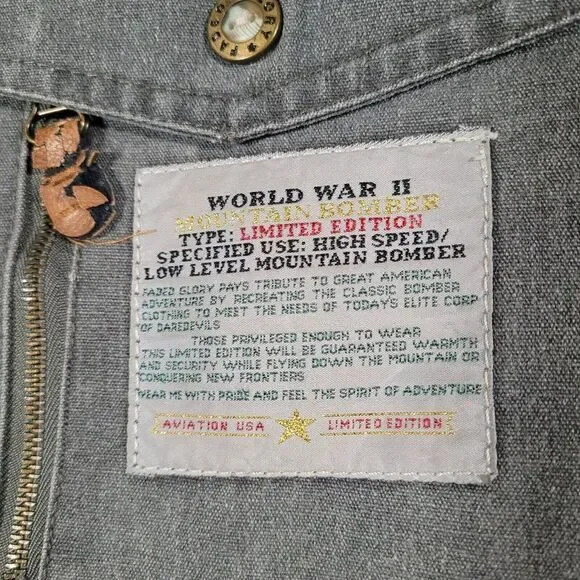 WORLD WAR II
MOUNTAIN BOMBER
TYPE: LIMITED EDITION
SPECIFIED USE: HIGH SPEED/
LOW LEVEL MOUNTAIN BOMBER
FADED GLORY PAYS TRIBUTE TO GREAT AMERICAN
ADVENTURE BY RECREATING THE CLASSIC BOMBER
CLOTHING TO MEET THE NEEDS OF TODAY'S ELITE CORP
OF DAREDEVILS
THOSE PRIVILEGED ENOUGH TO WEAR
THIS LIMITED EDITION WILL BE GUARANTEED WARMTH
AND SECURITY WHILE FLYING DOWN THE MOUNTAIN OR
CONQUERING NEW FRONTIERS
WEAR ME WITH PRIDE AND FEEL THE SPIRIT OF ADVENTURE
AVIATION USA LIMITED EDITION